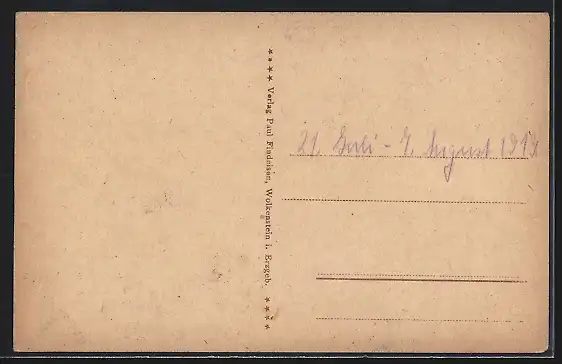 **** Verlag Paul Findeisen, Wolkenstein i. Erzgeb. ****
21. Juli - 7. August 1917